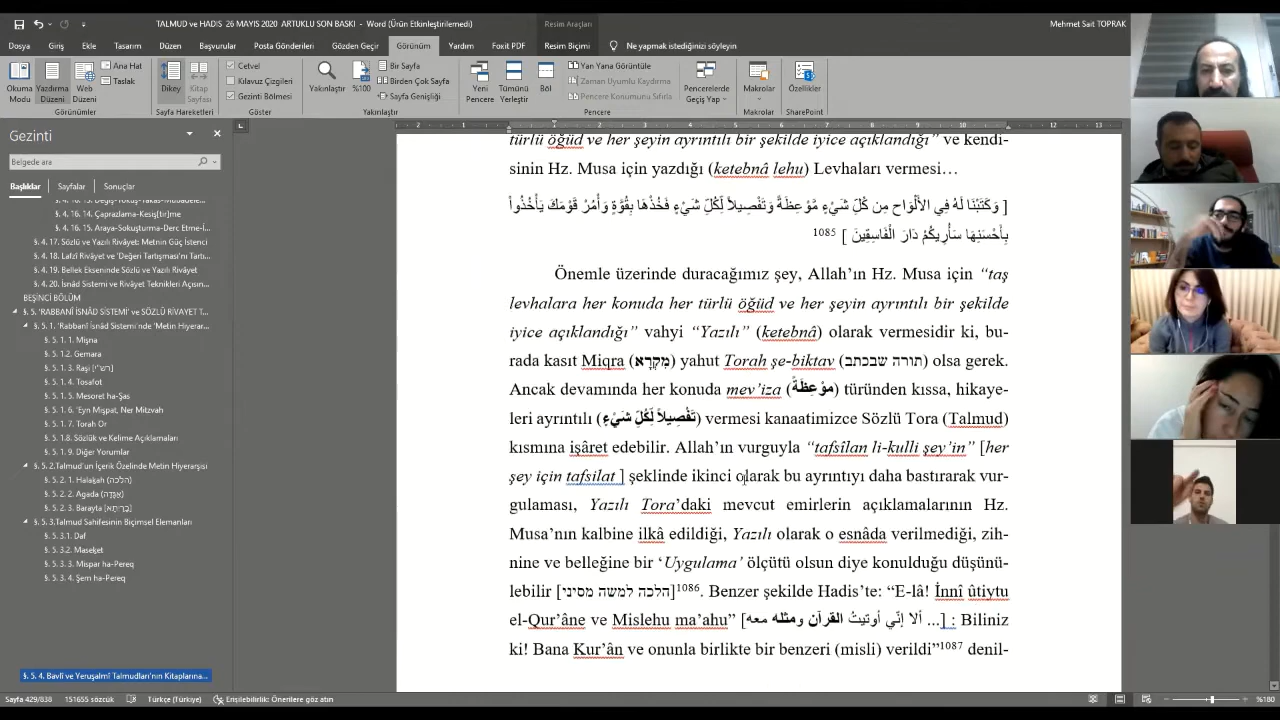 TALMUD ve HADİS 26 MAYIS 2020 ARTUKLU SON BASKI - Word (Ürün Etkinleştirilemedi)
Resim Araçları
Mehmet Sait TOPRAK
Dosya Giriş Ekle Tasarım Düzen Başvurular Posta Gönderileri Gözden Geçir Görünüm Yardım Foxit PDF Resim Biçimi Ne yapmak istediğinizi söyleyin
Okuma Modu
Yazdırma Düzeni
Web Düzeni
Ana Hat
Taslak
Görünümler
Dikey
Kitap Sayfası
Sayfa Hareketleri
Cetvel
Kılavuz Çizgileri
Gezinti Bölmesi
Göster
Yakınlaştır
%100
Bir Sayfa
Birden Çok Sayfa
Sayfa Genişliği
Yakınlaştır
Yeni Pencere
Tümünü Yerleştir
Böl
Yan Yana Görüntüle
Zaman Uyumlu Kaydırma
Pencere Konumunu Sıfırla
Pencere
Pencerelerde Geçiş Yap
Makrolar
Makrolar
Özellikler
SharePoint
Gezinti
Belgede ara
Başlıklar Sayfalar Sonuçlar
§. 4. 16. 14. Çaprazlama-Kesiş[tir]me
§. 4. 16. 15. Araya-Sokuşturma-Derc Etme-İ...
§. 4. 17. Sözlü ve Yazılı Rivâyet: Metnin Güç Intisi
§. 4. 18. Lafzî Rivâyet ve 'Değeri Tartışması'nı Tartı...
§. 4. 19. Bellek Ekseninde Sözlü ve Yazılı Rivâyet
§. 4. 20. İsnâd Sistemi ve Rivâyet Teknikleri Açısın...
BEŞİNCİ BÖLÜM
§. 5. 'RABBANÎ İSNÂD SİSTEMİ' ve SÖZLÜ RİVAYET T...
§. 5. 1. 'Rabbanî İsnâd Sistemi'nde 'Metin Hiyerar...
§. 5. 1. 1. Mişna
§. 5. 1.2. Gemara
§. 5. 1. 3. Raşi [רש"י]
§. 5. 1. 4. Tosafot
§. 5. 1. 5. Mesoret ha-Şas
§. 5. 1. 6. 'Eyn Mişpat, Ner Mitzvah
§. 5. 1. 7. Torah Or
§. 5. 1.8. Sözlük ve Kelime Açıklamaları
§. 5. 1. 9. Diğer Yorumlar
§. 5. 2.Talmud'un İçerik Özelinde Metin Hiyerarşisi
§. 5. 2. 1. Halakah (הלכה)
§. 5. 2. 2. Agada (אַגָּדָה)
§. 5. 2. 3. Barayta (בָּרַיְתָא)
§. 5. 3.Talmud Sahifesinin Biçimsel Elemanları
§. 5. 3.1. Daf
§. 5. 3.2. Maseket
§. 5. 3. 3. Mispar ha-Pereq
§. 5. 3. 4. Şem ha-Pereq
§. 5. 4. Bavlî ve Yeruşalmî Talmudları'nın Kitaplarına...
türlü öğüd ve her şeyin ayrıntılı bir şekilde iyice açıklandığı" ve kendi-
sinin Hz. Musa için yazdığı (ketebnâ lehu) Levhaları vermesi…
[ وَكَتَبْنَا لَهُ فِي الْأَلْوَاحِ مِن كُلِّ شَيْءٍ مَّوْعِظَةً وَتَفْصِيلاً لِّكُلِّ شَيْءٍ فَخُذْهَا بِقُوَّةٍ وَأْمُرْ قَوْمَكَ يَأْخُذُواْ
بِأَحْسَنِهَا سَأُرِيكُمْ دَارَ الْفَاسِقِينَ ] 1085
Önemle üzerinde duracağımız şey, Allah'ın Hz. Musa için "taş
levhalara her konuda her türlü öğüd ve her şeyin ayrıntılı bir şekilde
iyice açıklandığı" vahyi "Yazılı" (ketebnâ) olarak vermesidir ki, bu-
rada kasıt Miqra (מִקְרָא) yahut Torah şe-biktav (תורה שבכתב) olsa gerek.
Ancak devamında her konuda mev'iza (موْعِظَةً) türünden kıssa, hikaye-
leri ayrıntılı (تَفْصِيلاً لِّكُلِّ شَيْءٍ) vermesi kanaatimizce Sözlü Tora (Talmud)
kısmına işâret edebilir. Allah'ın vurguyla "tafsîlan li-kulli şey'in" [her
şey için tafsilat ] şeklinde ikinci olarak bu ayrıntıyı daha bastırarak vur-
gulaması, Yazılı Tora'daki mevcut emirlerin açıklamalarının Hz.
Musa'nın kalbine ilkâ edildiği, Yazılı olarak o esnâda verilmediği, zih-
nine ve belleğine bir 'Uygulama' ölçütü olsun diye konulduğu düşünü-
lebilir [הלכה למשה מסיני]1086. Benzer şekilde Hadis'te: "E-lâ! İnnî ûtiytu
el-Qur'âne ve Mislehu ma'ahu" [ألا إنّي أوتيتُ القرآن ومثله معه ...] : Biliniz
ki! Bana Kur'ân ve onunla birlikte bir benzeri (misli) verildi"1087 denil-
Sayfa 429/838 151655 sözcük Türkçe (Türkiye) Erişilebilirlik: Önerilere göz atın
%180